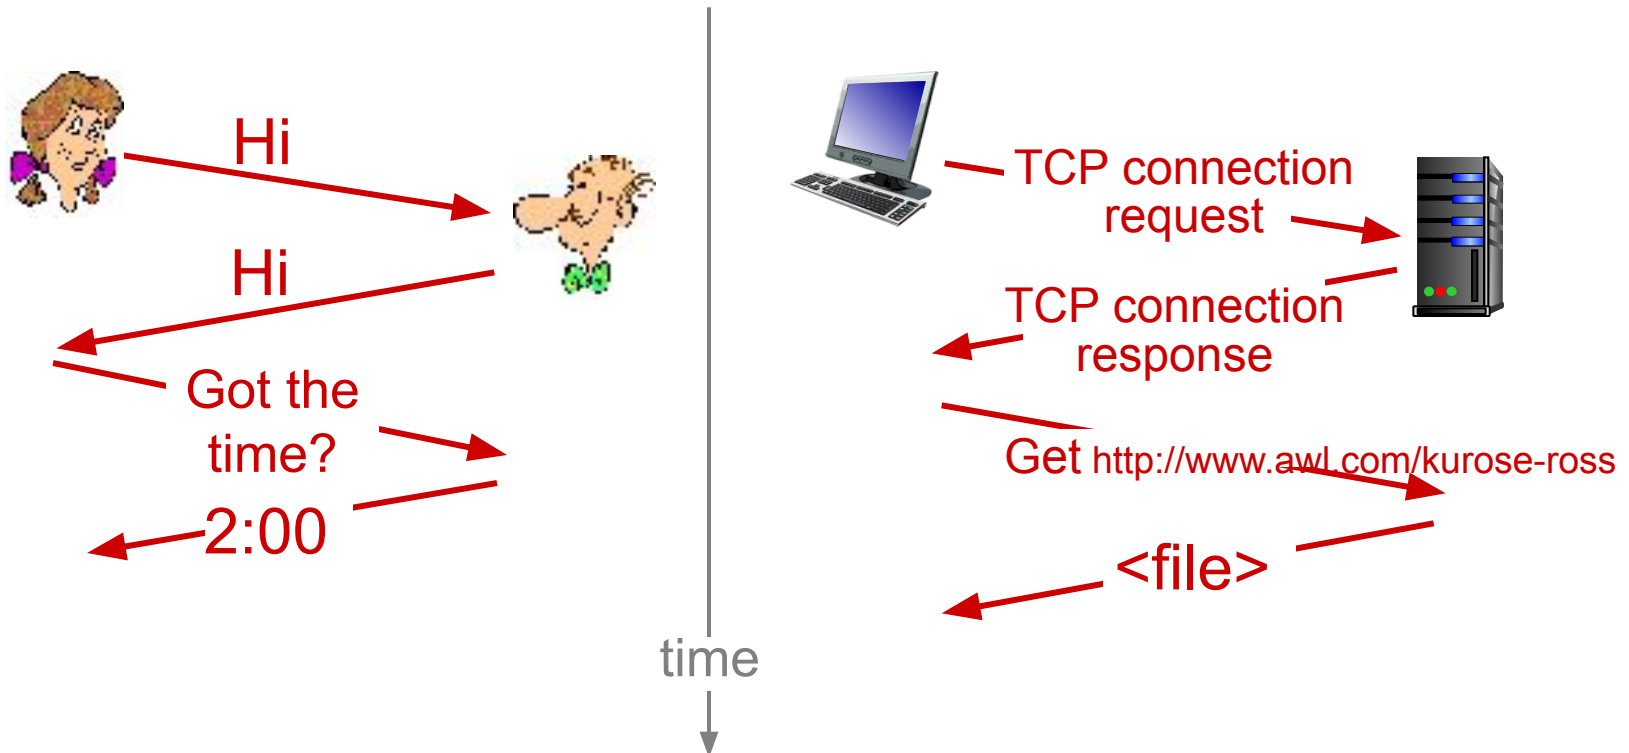 Hi
Hi
Got the
time?
2:00
time
TCP connection
request
TCP connection
response
Get http://www.awl.com/kurose-ross
<file>